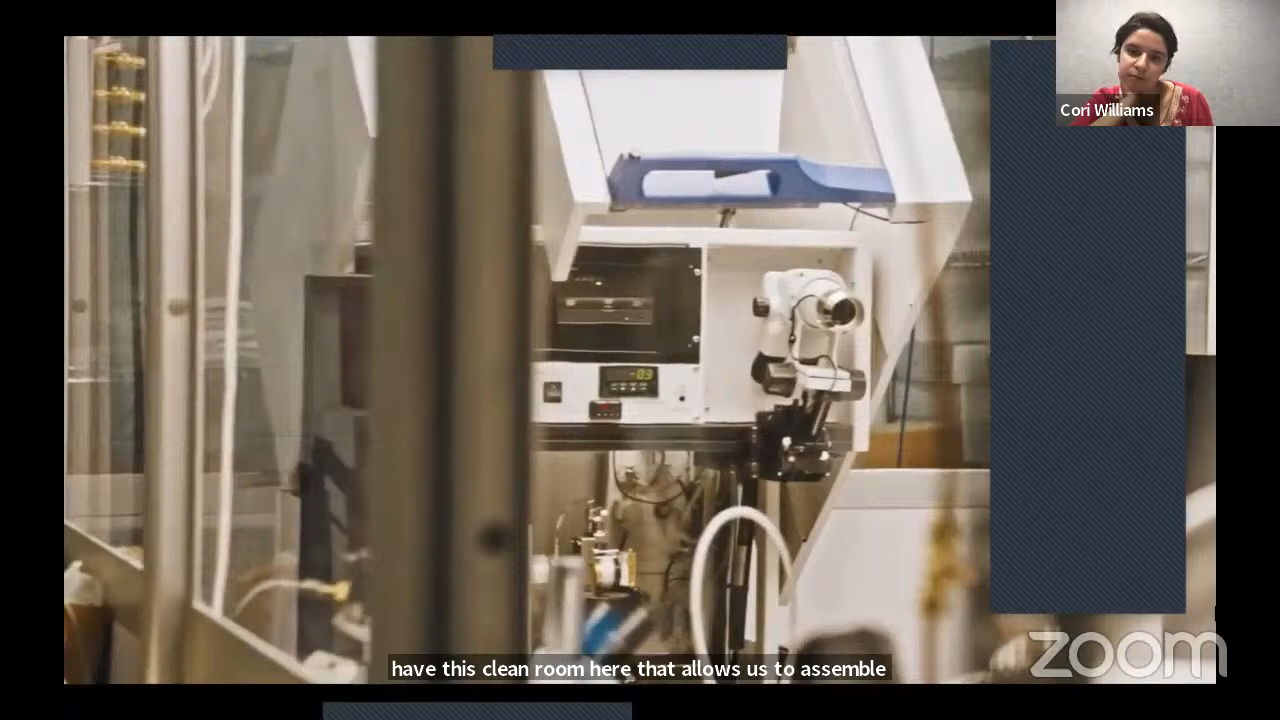 Cori Williams
-03
have this clean room here that allows us to assemble
zoom